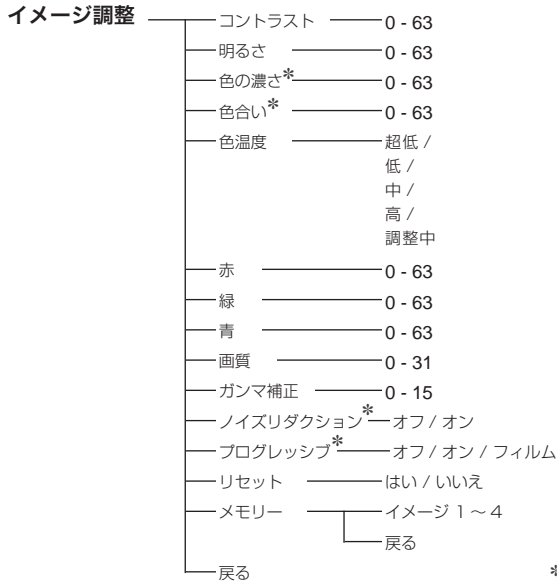 イメージ調整
コントラスト 0 - 63
明るさ 0 - 63
色の濃さ＊ 0 - 63
色合い＊ 0 - 63
色温度 超低 /
低 /
中 /
高 /
調整中
赤 0 - 63
緑 0 - 63
青 0 - 63
画質 0 - 31
ガンマ補正 0 - 15
ノイズリダクション＊ オフ / オン
プログレッシブ＊ オフ / オン / フィルム
リセット はい / いいえ
メモリー イメージ 1 ～ 4
戻る
戻る
＊